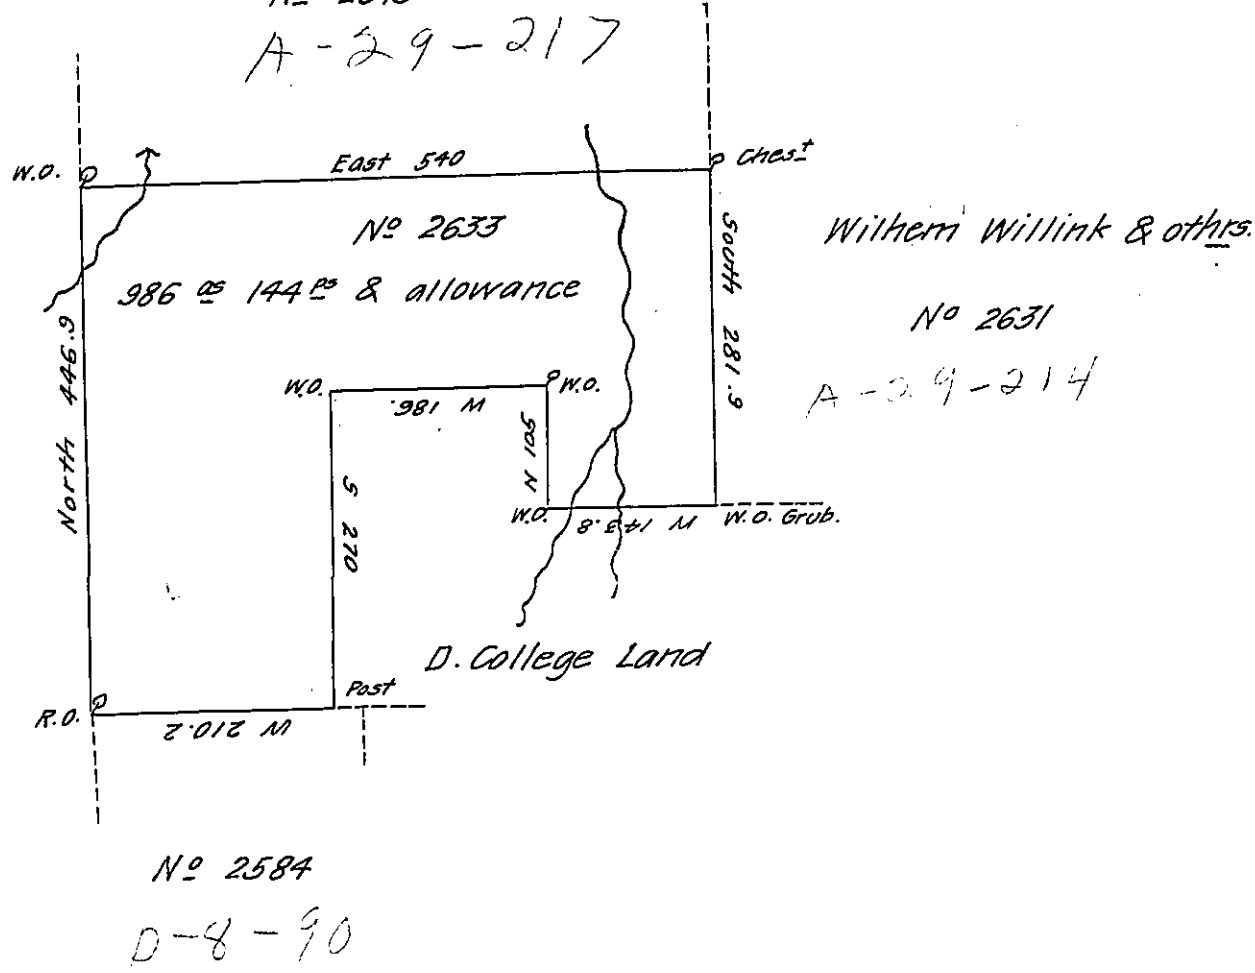 A-29-217
W.O.
East 540
Chest
Nº 2633
Wilhem Willink & othrs.
986 as 144 ps & allowance
South 281.9
Nº 2631
North 446.9
W.O.
W.O.
W 186.
A-29-214
N 105
S 270
W.O.
W 143.8
W.O. Grub.
D. College Land
R.O.
Post
W 210.2
Nº 2584
D-8-90